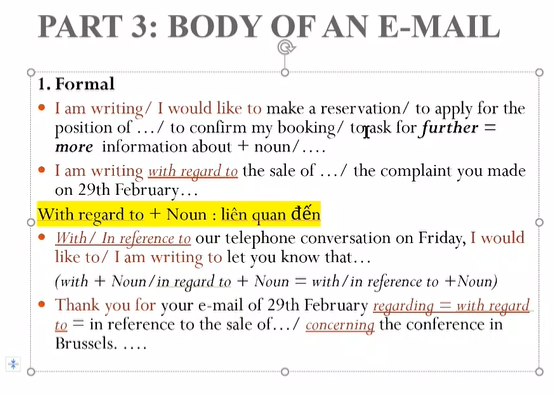 PART 3: BODY OF AN E-MAIL
1. Formal
• I am writing/ I would like to make a reservation/ to apply for the
position of …/ to confirm my booking/ to ask for further =
more information about + noun/….
• I am writing with regard to the sale of …/ the complaint you made
on 29th February…
With regard to + Noun : liên quan đến
• With/ In reference to our telephone conversation on Friday, I would
like to/ I am writing to let you know that…
(with + Noun/in regard to + Noun = with/in reference to +Noun)
• Thank you for your e-mail of 29th February regarding = with regard
to = in reference to the sale of…/ concerning the conference in
Brussels. ….